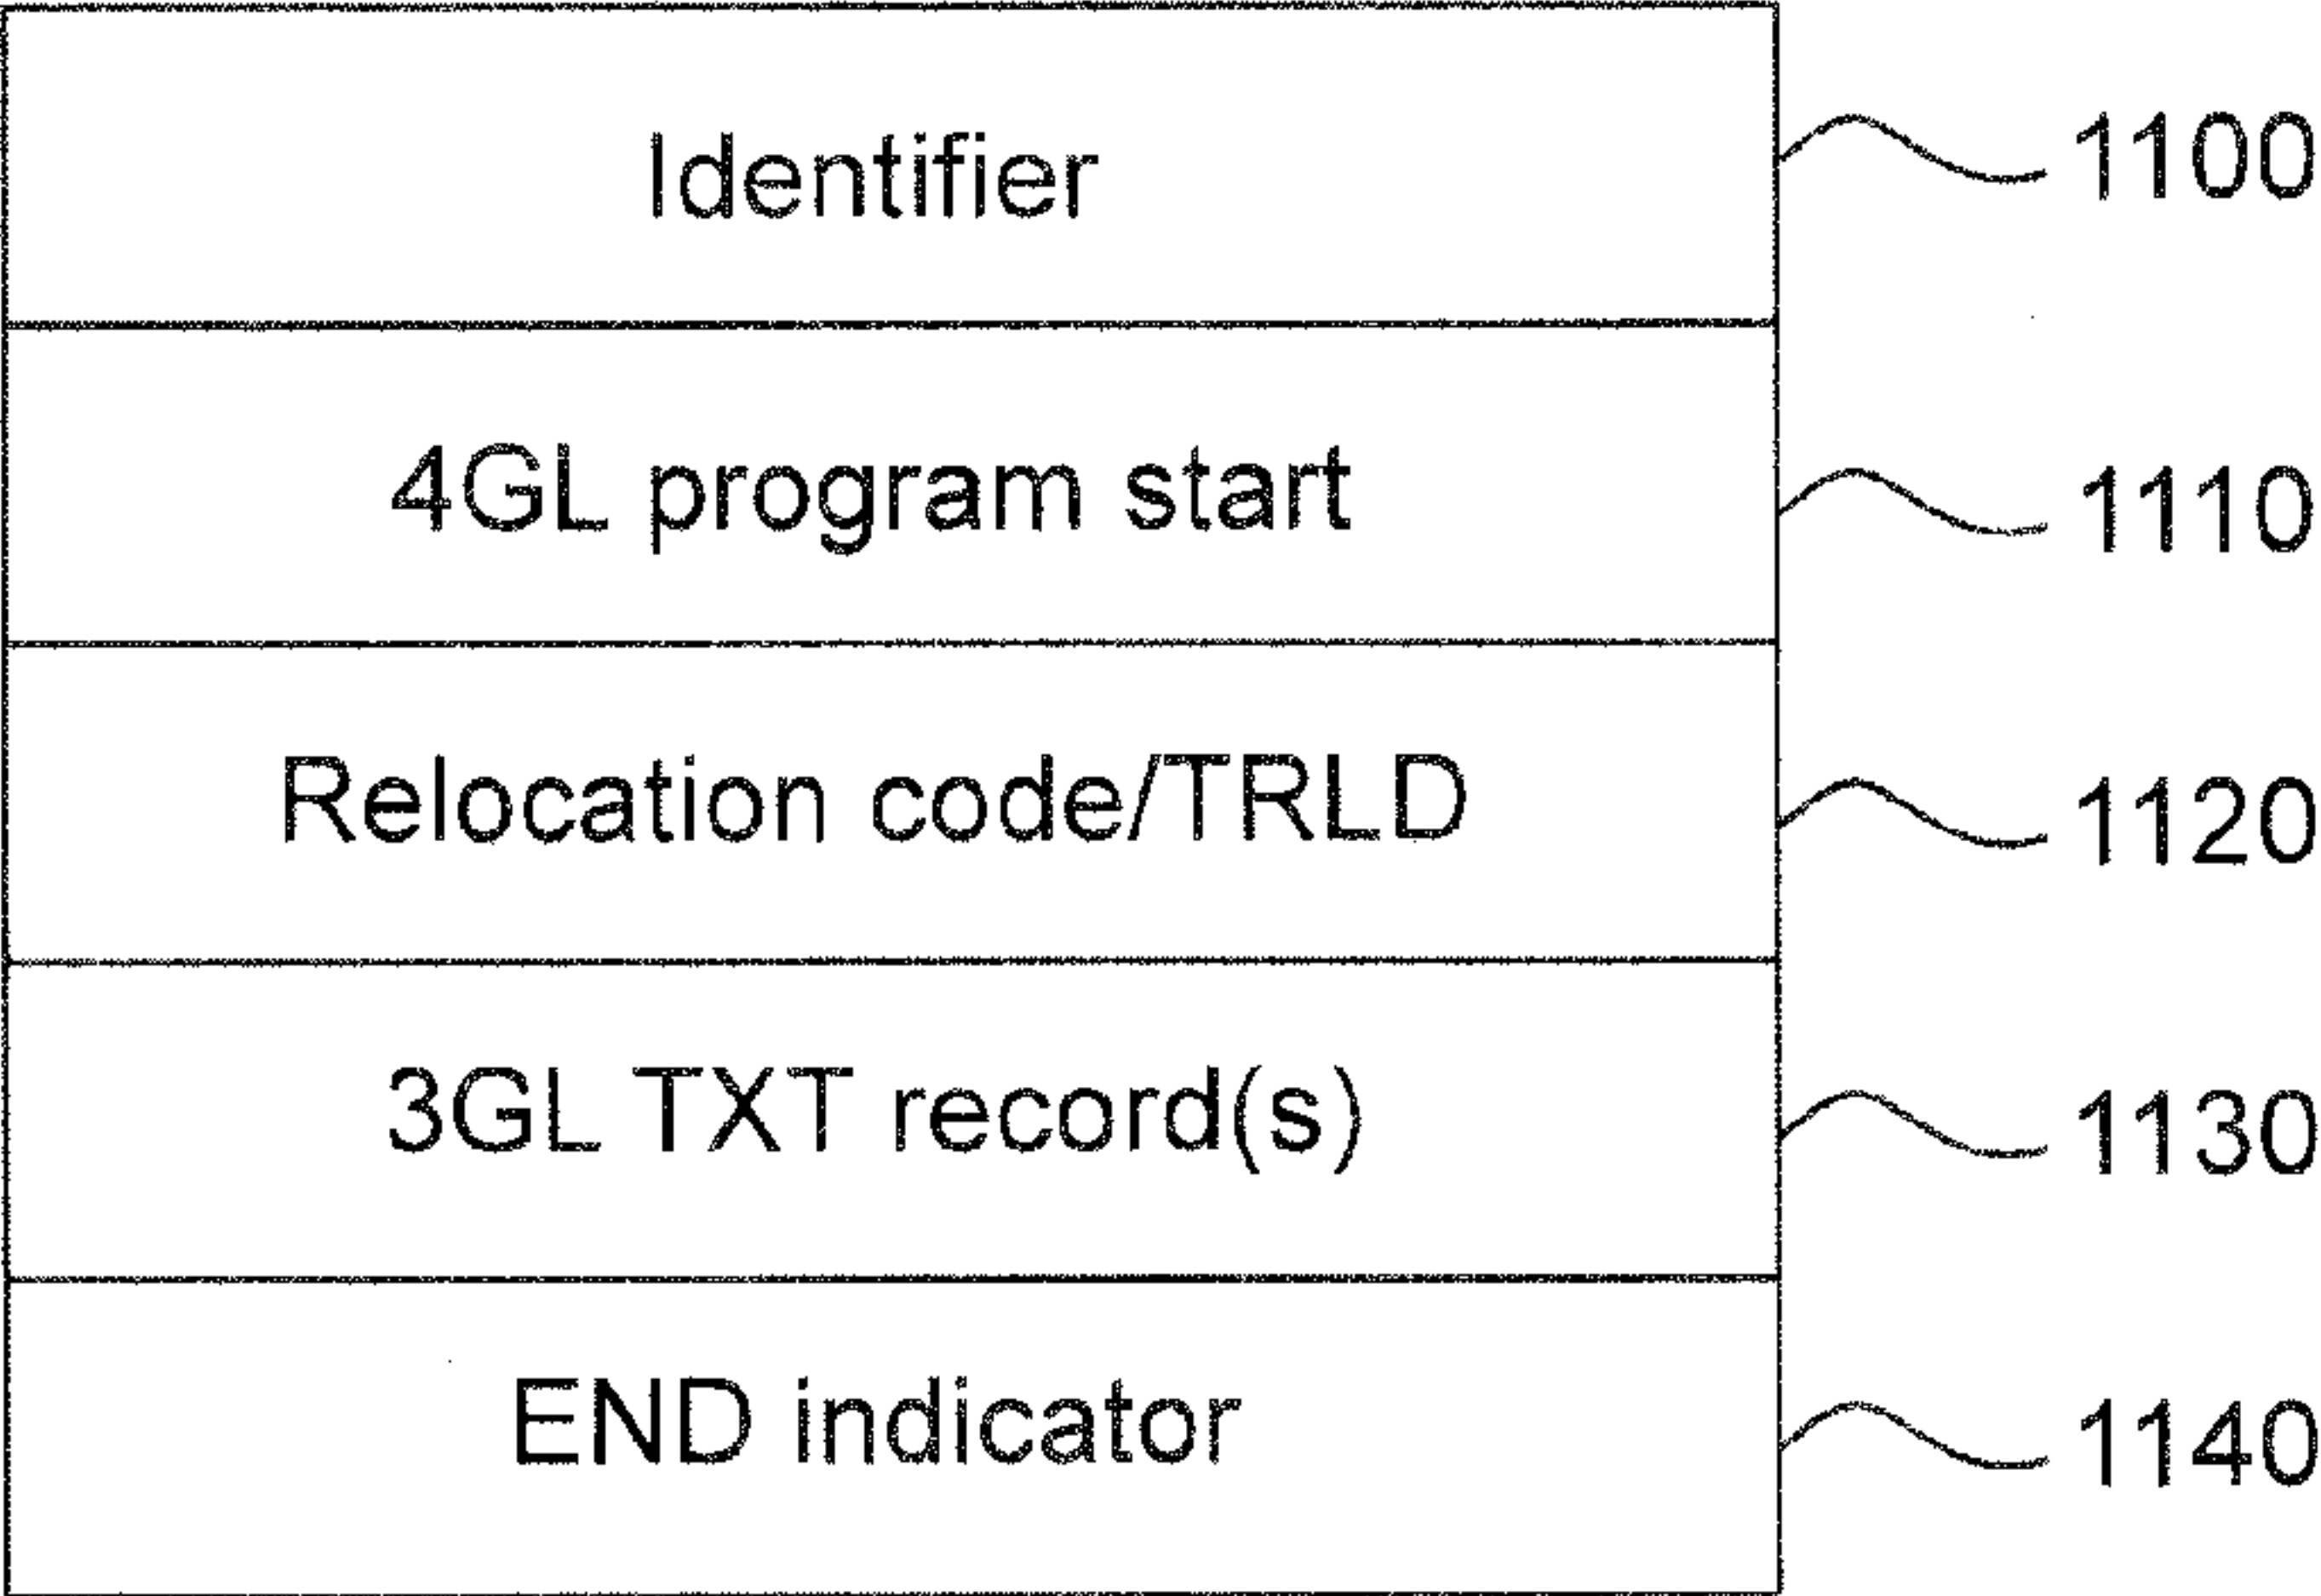 Identifier 1100
4GL program start 1110
Relocation code/TRLD 1120
3GL TXT record(s) 1130
END indicator 1140